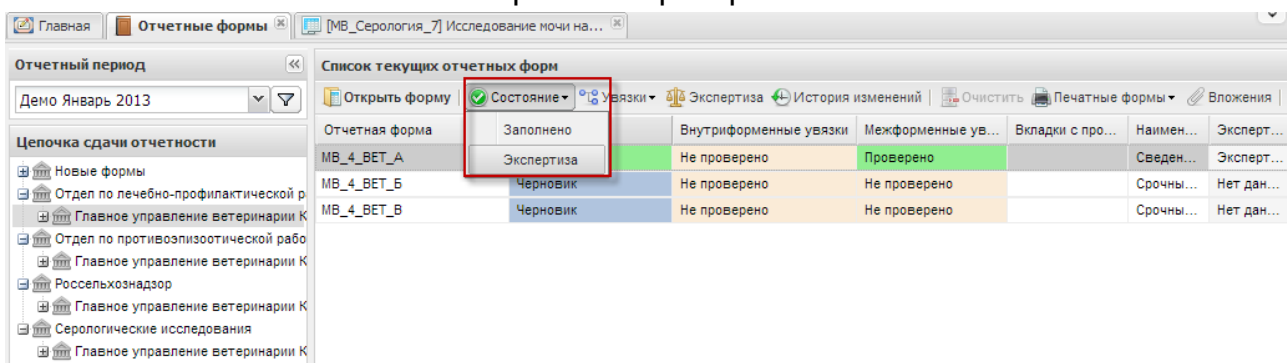 Главная Отчетные формы [МВ_Серология_7] Исследование мочи на...
Отчетный период
Список текущих отчетных форм
Демо Январь 2013
Открыть форму Состояние Увязки Экспертиза История изменений Очистить Печатные формы Вложения
Заполнено
Экспертиза
Отчетная форма Внутриформенные увязки Межформенные ув... Вкладки с про... Наимен... Эксперт...
МВ_4_ВЕТ_А Не проверено Проверено Сведен... Эксперт...
МВ_4_ВЕТ_Б Черновик Не проверено Не проверено Срочны... Нет дан...
МВ_4_ВЕТ_В Черновик Не проверено Не проверено Срочны... Нет дан...
Цепочка сдачи отчетности
Новые формы
Отдел по лечебно-профилактической р
Главное управление ветеринарии К
Отдел по противоэпизоотической рабо
Главное управление ветеринарии К
Россельхознадзор
Главное управление ветеринарии К
Серологические исследования
Главное управление ветеринарии К